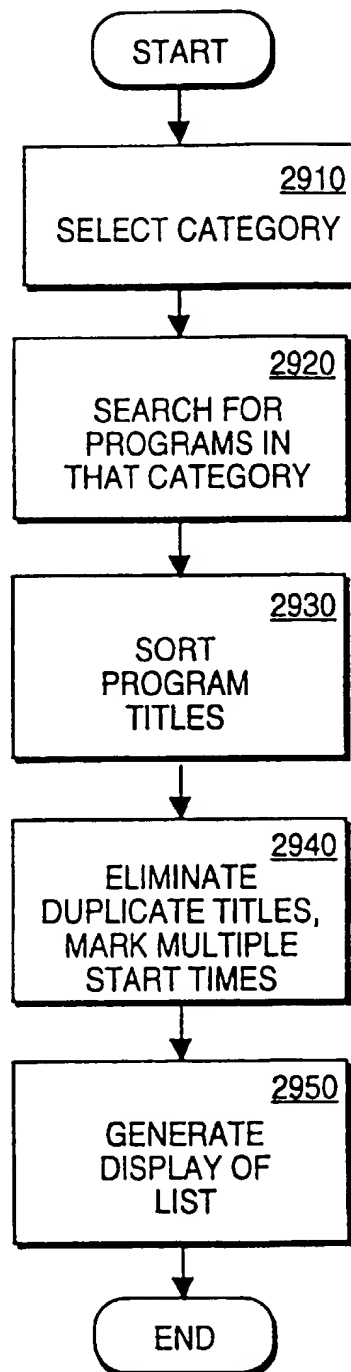 START
2910
SELECT CATEGORY
2920
SEARCH FOR
PROGRAMS IN
THAT CATEGORY
2930
SORT
PROGRAM
TITLES
2940
ELIMINATE
DUPLICATE TITLES,
MARK MULTIPLE
START TIMES
2950
GENERATE
DISPLAY OF
LIST
END